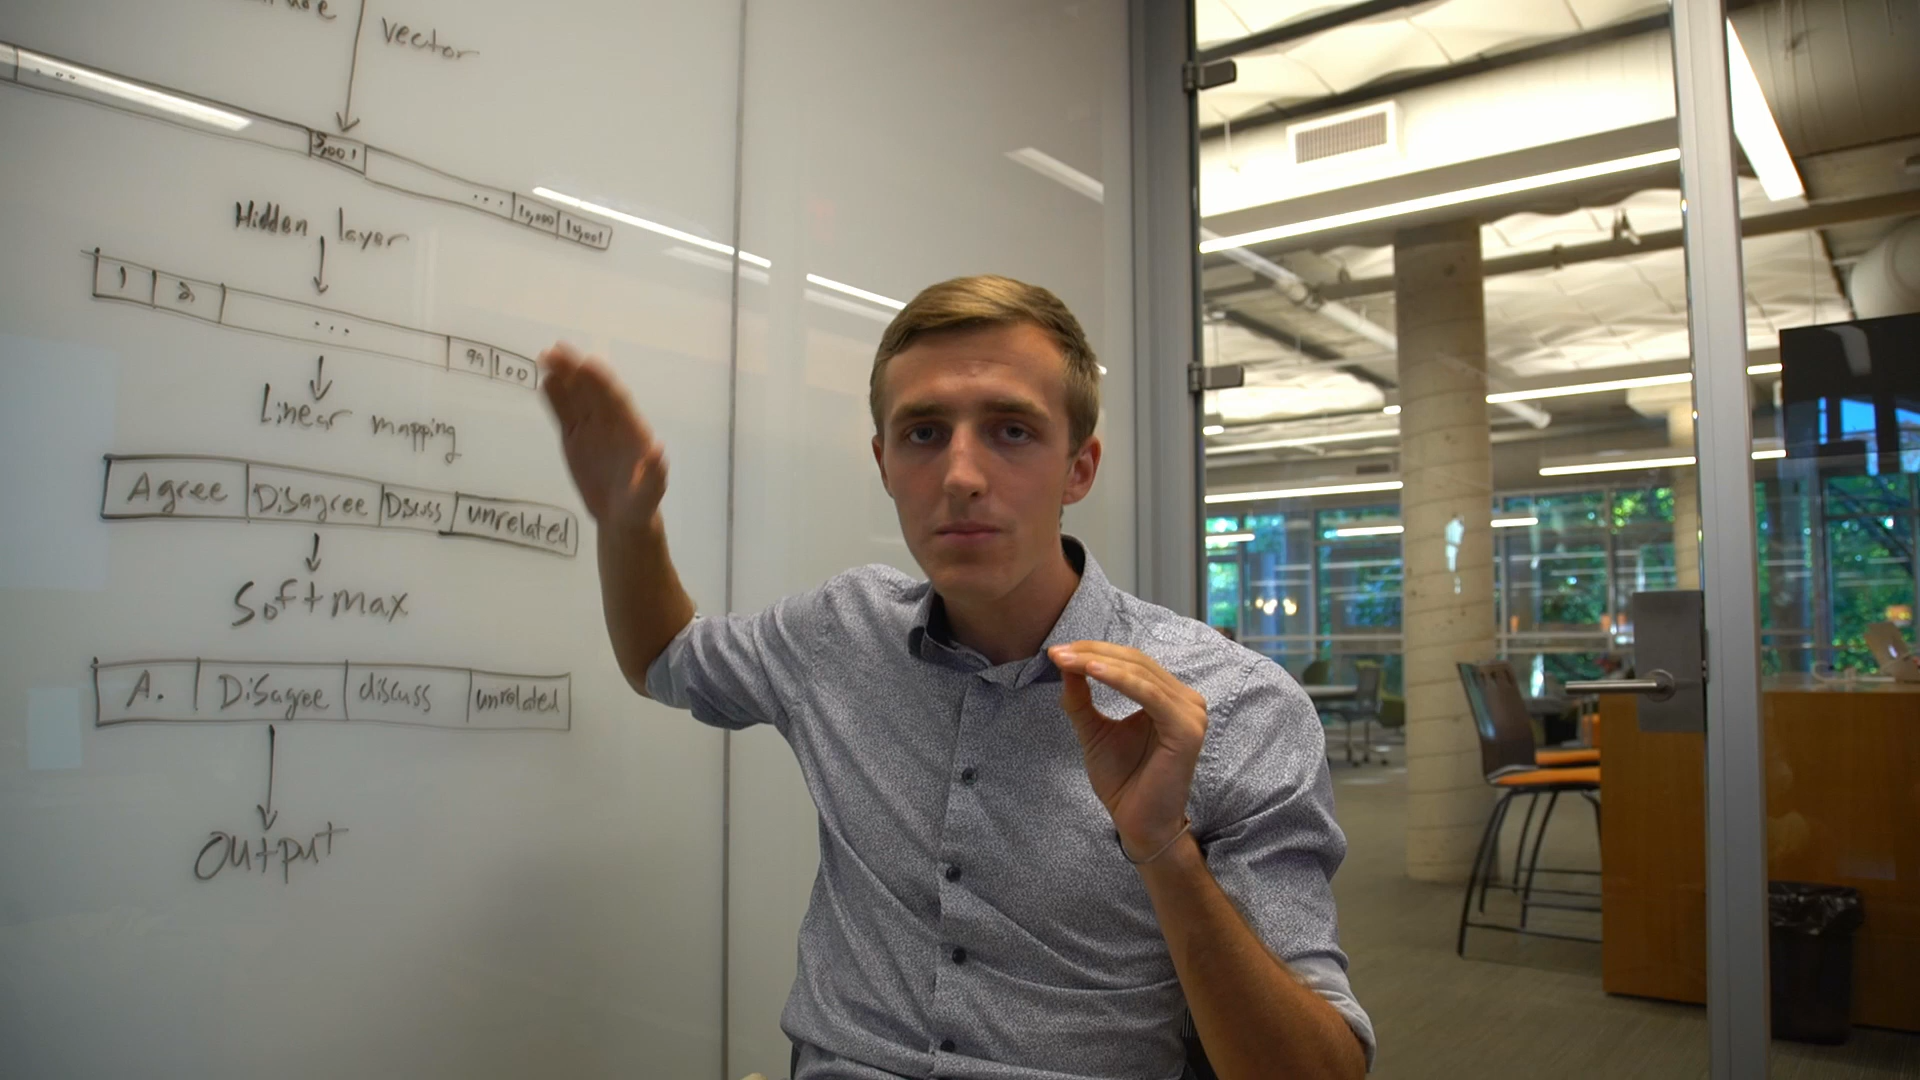 vector
... 5,001 ... 10,000 10,001
Hidden layer
1 2 ... 99 100
Linear mapping
Agree Disagree Discuss unrelated
Softmax
A. Disagree discuss unrelated
output